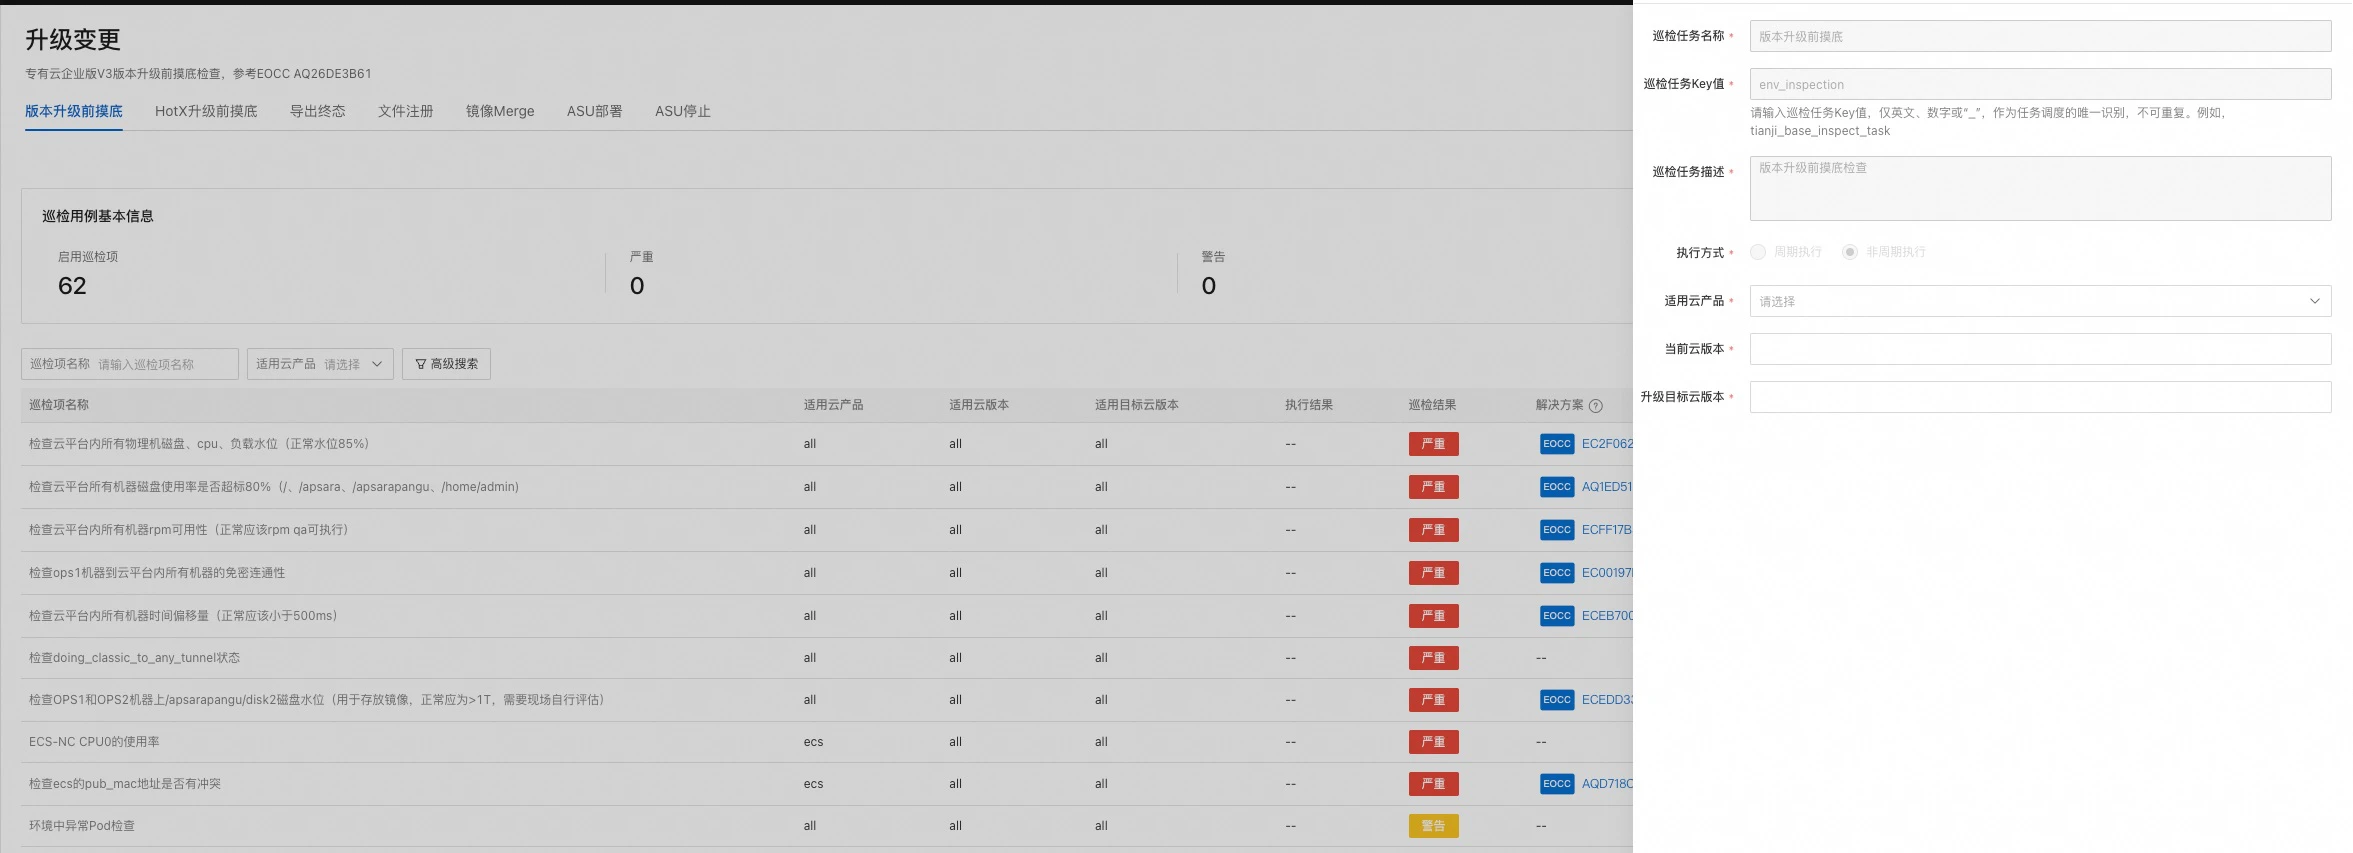 升级变更
专有云企业版V3版本升级前摸底检查，参考EOCC AQ26DE3B61
版本升级前摸底 HotX升级前摸底 导出终态 文件注册 镜像Merge ASU部署 ASU停止
巡检用例基本信息
启用巡检项 严重 警告
62 0 0
巡检项名称 请输入巡检项名称 适用云产品 请选择 高级搜索
巡检项名称 适用云产品 适用云版本 适用目标云版本 执行结果 巡检结果 解决方案 ?
检查云平台内所有物理机磁盘、cpu、负载水位（正常水位85%） all all all -- 严重 EOCC EC2F062
检查云平台所有机器磁盘使用率是否超标80%（/、/apsara、/apsarapangu、/home/admin) all all all -- 严重 EOCC AQ1ED51
检查云平台内所有机器rpm可用性（正常应该rpm qa可执行） all all all -- 严重 EOCC ECFF17B
检查ops1机器到云平台内所有机器的免密连通性 all all all -- 严重 EOCC EC00197
检查云平台内所有机器时间偏移量（正常应该小于500ms） all all all -- 严重 EOCC ECEB700
检查doing_classic_to_any_tunnel状态 all all all -- 严重 --
检查OPS1和OPS2机器上/apsarapangu/disk2磁盘水位（用于存放镜像，正常应为>1T，需要现场自行评估） all all all -- 严重 EOCC ECEDD33
ECS-NC CPU0的使用率 ecs all all -- 严重 --
检查ecs的pub_mac地址是否有冲突 ecs all all -- 严重 EOCC AQD718C
环境中异常Pod检查 all all all -- 警告 --
巡检任务名称 * 版本升级前摸底
巡检任务Key值 * env_inspection
请输入巡检任务Key值，仅英文、数字或“_”，作为任务调度的唯一识别，不可重复。例如，
tianji_base_inspect_task
巡检任务描述 * 版本升级前摸底检查
执行方式 * 周期执行 非周期执行
适用云产品 * 请选择
当前云版本 *
升级目标云版本 *